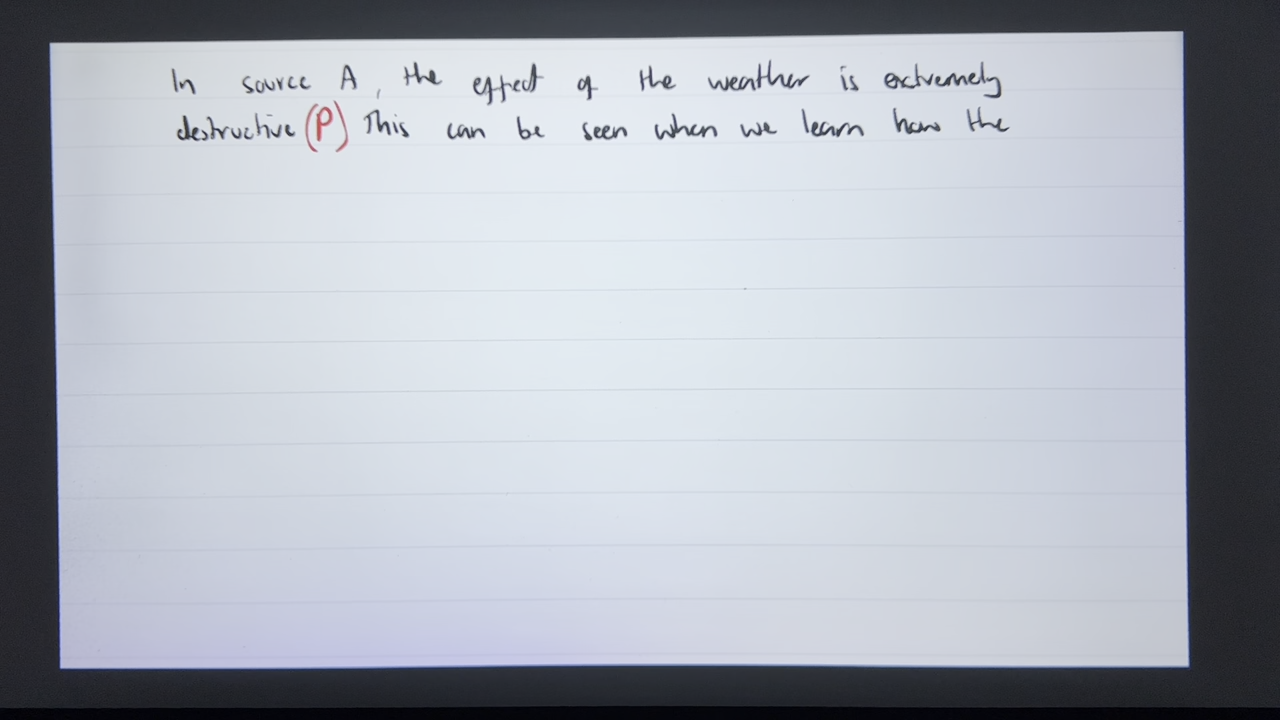 In source A, the effect of the weather is extremely
destructive (P) This can be seen when we learn how the